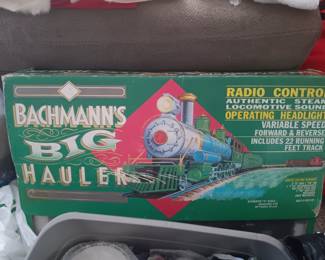 BACHMANN'S
BIG
HAULER
RADIO CONTROL
AUTHENTIC STEAM
LOCOMOTIVE SOUND
OPERATING HEADLIGHT
VARIABLE SPEED
FORWARD & REVERSE
INCLUDES 22 RUNNING
FEET TRACK